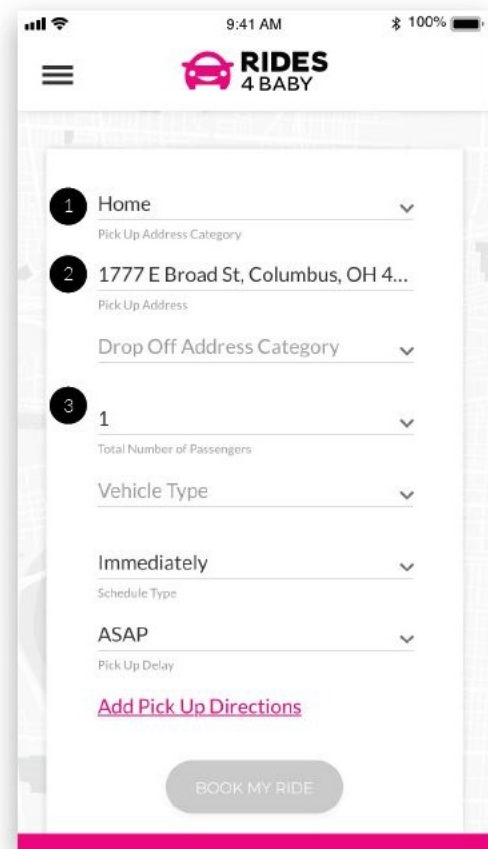 9:41 AM 100%
RIDES
4 BABY
1 Home
Pick Up Address Category
2 1777 E Broad St, Columbus, OH 4...
Pick Up Address
Drop Off Address Category
3
1
Total Number of Passengers
Vehicle Type
Immediately
Schedule Type
ASAP
Pick Up Delay
Add Pick Up Directions
BOOK MY RIDE